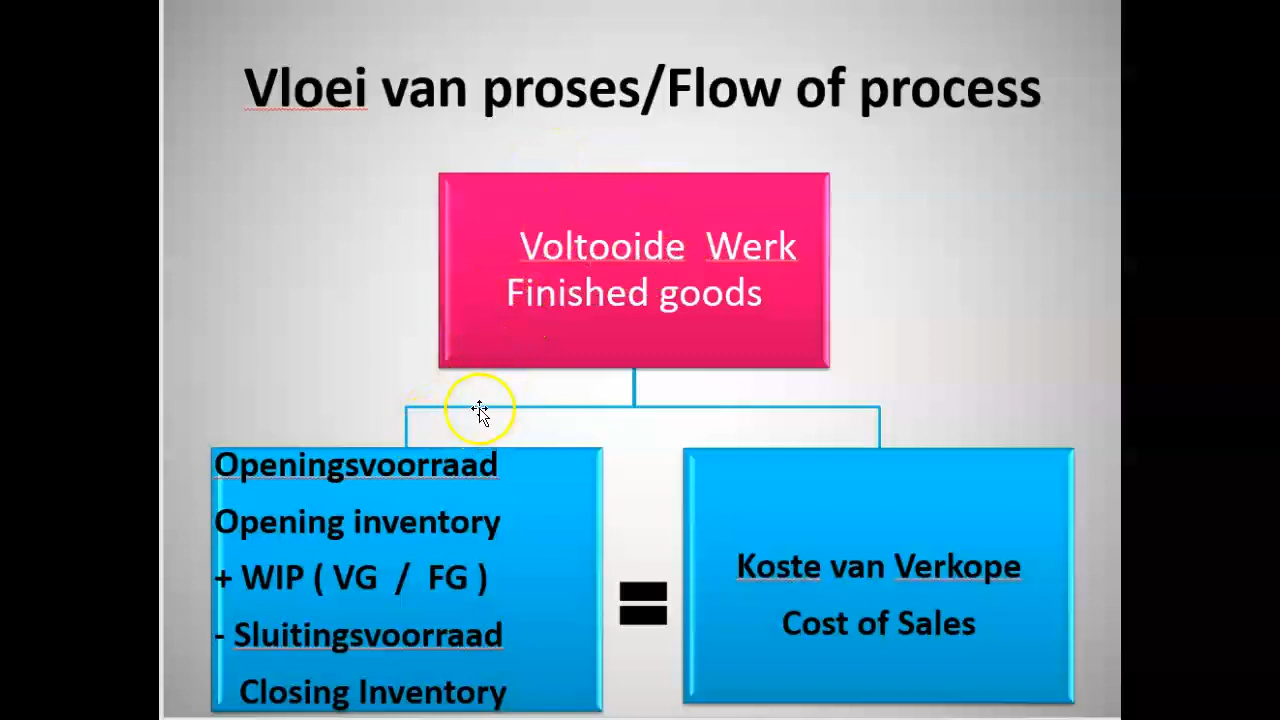 Vloei van proses/Flow of process
Voltooide Werk
Finished goods
Openingsvoorraad
Opening inventory
+ WIP ( VG / FG )
- Sluitingsvoorraad
Closing Inventory
=
Koste van Verkope
Cost of Sales